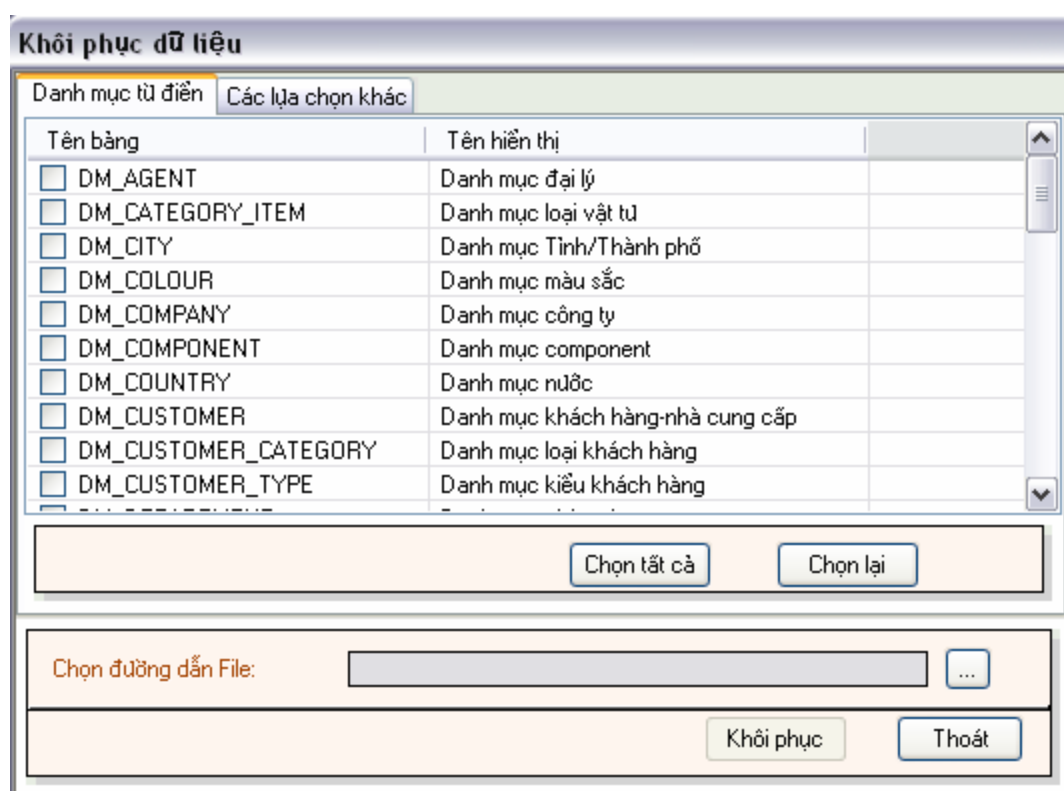 Khôi phục dữ liệu
Danh mục từ điển Các lựa chọn khác
Tên bảng Tên hiển thị
DM_AGENT Danh mục đại lý
DM_CATEGORY_ITEM Danh mục loại vật tư
DM_CITY Danh mục Tỉnh/Thành phố
DM_COLOUR Danh mục màu sắc
DM_COMPANY Danh mục công ty
DM_COMPONENT Danh mục component
DM_COUNTRY Danh mục nước
DM_CUSTOMER Danh mục khách hàng-nhà cung cấp
DM_CUSTOMER_CATEGORY Danh mục loại khách hàng
DM_CUSTOMER_TYPE Danh mục kiểu khách hàng
Chọn tất cả Chọn lại
Chọn đường dẫn File: ...
Khôi phục Thoát